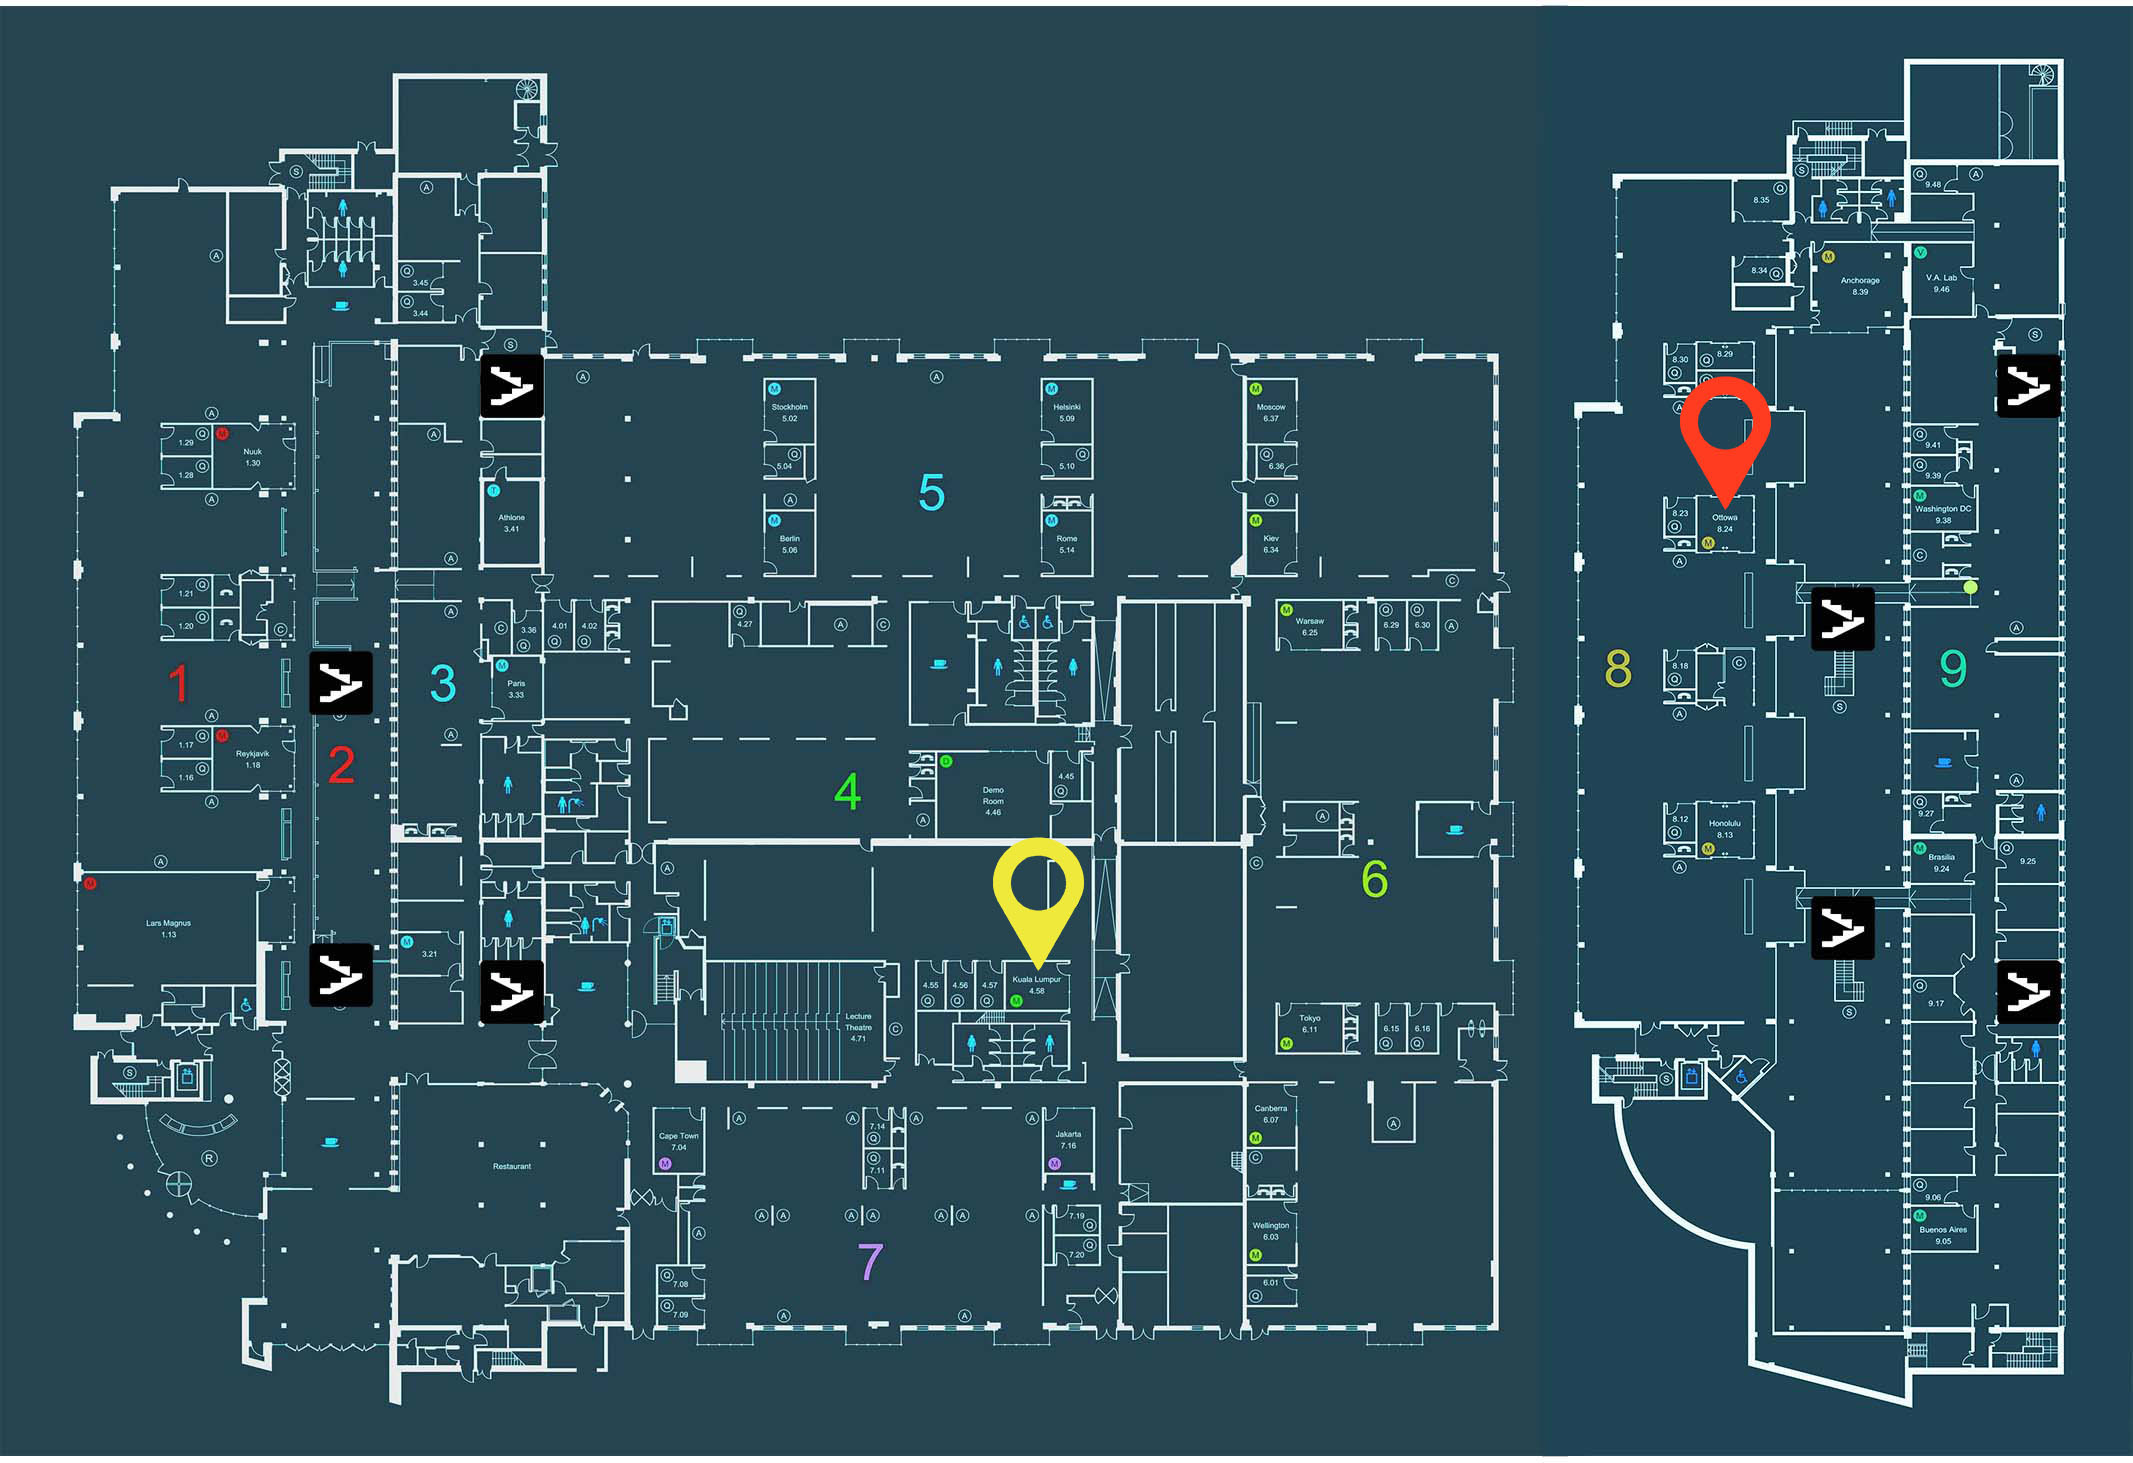 S
A
A
Q
3.45
Q
3.44
S
A
A
A
1.29
Q
M
Nuuk
1.30
1.28
Q
A
A
T
Athlone
3.41
A
A
M
Stockholm
5.02
Q
5.04
A
M
Berlin
5.06
5
M
Helsinki
5.09
Q
5.10
M
Rome
5.14
M
Moscow
6.37
Q
6.36
A
M
Kiev
6.34
C
1.21
Q
1.20
Q
C
A
C
3.36
Q
4.01
Q
4.02
Q
Q
4.27
A
C
M
Warsaw
6.25
Q
6.29
Q
6.30
A
1
2
3
M
Paris
3.33
A
A
1.17
Q
M
Reykjavik
1.18
1.16
Q
A
4
D
Demo
Room
4.46
4.45
Q
A
A
A
C
6
A
M
Lars Magnus
1.13
M
3.21
4.55
Q
4.56
Q
4.57
Q
Kuala Lumpur
4.58
M
Lecture
Theatre
4.71
C
M
Tokyo
6.11
6.15
Q
6.16
Q
S
R
Restaurant
Cape Town
7.04
M
A
A
7.14
Q
Q
7.11
A
A
Jakarta
7.16
M
Canberra
6.07
M
C
A
A
A
A
A
A
A
A
A
7
7.19
Q
Q
7.20
Wellington
6.03
M
6.01
Q
Q
7.08
Q
7.09
A
A
S
Q
8.35
8.34
Q
M
Anchorage
8.39
Q
9.48
A
V
V.A. Lab
9.46
S
8.30
Q
8.29
Q
A
Q
9.41
Q
9.39
M
Washington DC
9.38
C
8.23
Q
Ottowa
8.24
M
A
A
8
8.18
Q
C
A
9
S
A
Q
9.27
8.12
Q
Honolulu
8.13
M
A
M
Brasilia
9.24
Q
9.25
Q
9.17
S
S
Q
9.06
M
Buenos Aires
9.05